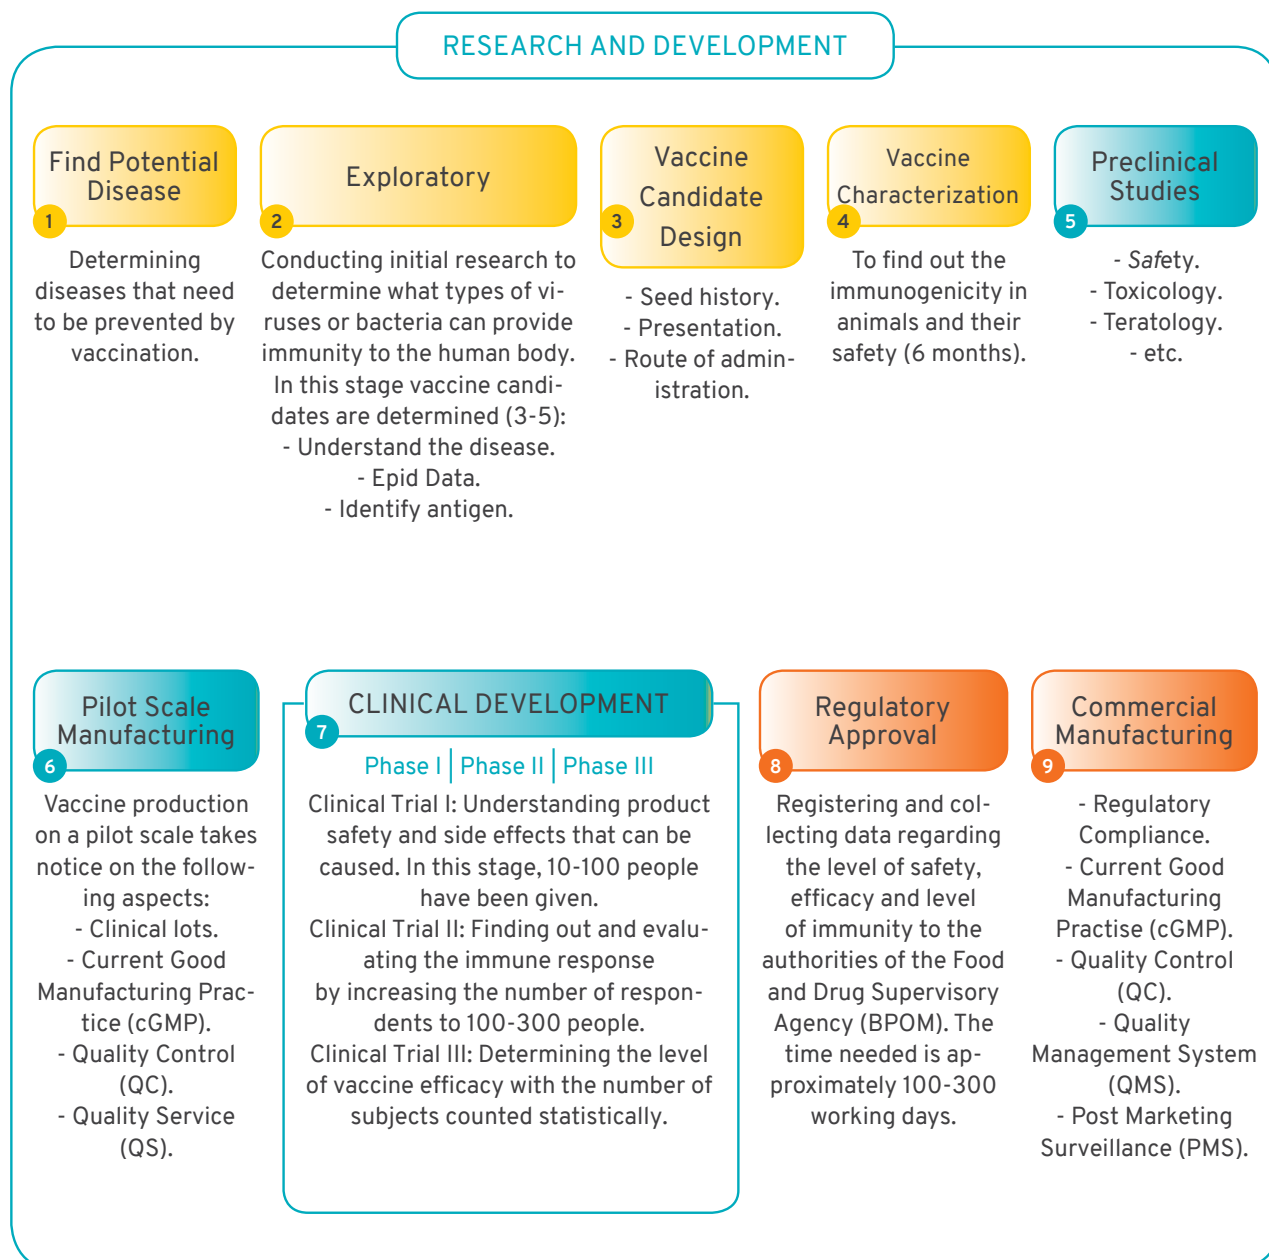 RESEARCH AND DEVELOPMENT
Find Potential
Disease
1
Determining
diseases that need
to be prevented by
vaccination.
Exploratory
2
Conducting initial research to
determine what types of vi-
ruses or bacteria can provide
immunity to the human body.
In this stage vaccine candi-
dates are determined (3-5):
- Understand the disease.
- Epid Data.
- Identify antigen.
Vaccine
Candidate
Design
3
- Seed history.
- Presentation.
- Route of admin-
istration.
Vaccine
Characterization
4
To find out the
immunogenicity in
animals and their
safety (6 months).
Preclinical
Studies
5
- Safety.
- Toxicology.
- Teratology.
- etc.
Pilot Scale
Manufacturing
6
Vaccine production
on a pilot scale takes
notice on the follow-
ing aspects:
- Clinical lots.
- Current Good
Manufacturing Prac-
tice (cGMP).
- Quality Control
(QC).
- Quality Service
(QS).
CLINICAL DEVELOPMENT
7
Phase I | Phase II | Phase III
Clinical Trial I: Understanding product
safety and side effects that can be
caused. In this stage, 10-100 people
have been given.
Clinical Trial II: Finding out and evalu-
ating the immune response
by increasing the number of respon-
dents to 100-300 people.
Clinical Trial III: Determining the level
of vaccine efficacy with the number of
subjects counted statistically.
Regulatory
Approval
8
Registering and col-
lecting data regarding
the level of safety,
efficacy and level
of immunity to the
authorities of the Food
and Drug Supervisory
Agency (BPOM). The
time needed is ap-
proximately 100-300
working days.
Commercial
Manufacturing
9
- Regulatory
Compliance.
- Current Good
Manufacturing
Practise (cGMP).
- Quality Control
(QC).
- Quality
Management System
(QMS).
- Post Marketing
Surveillance (PMS).